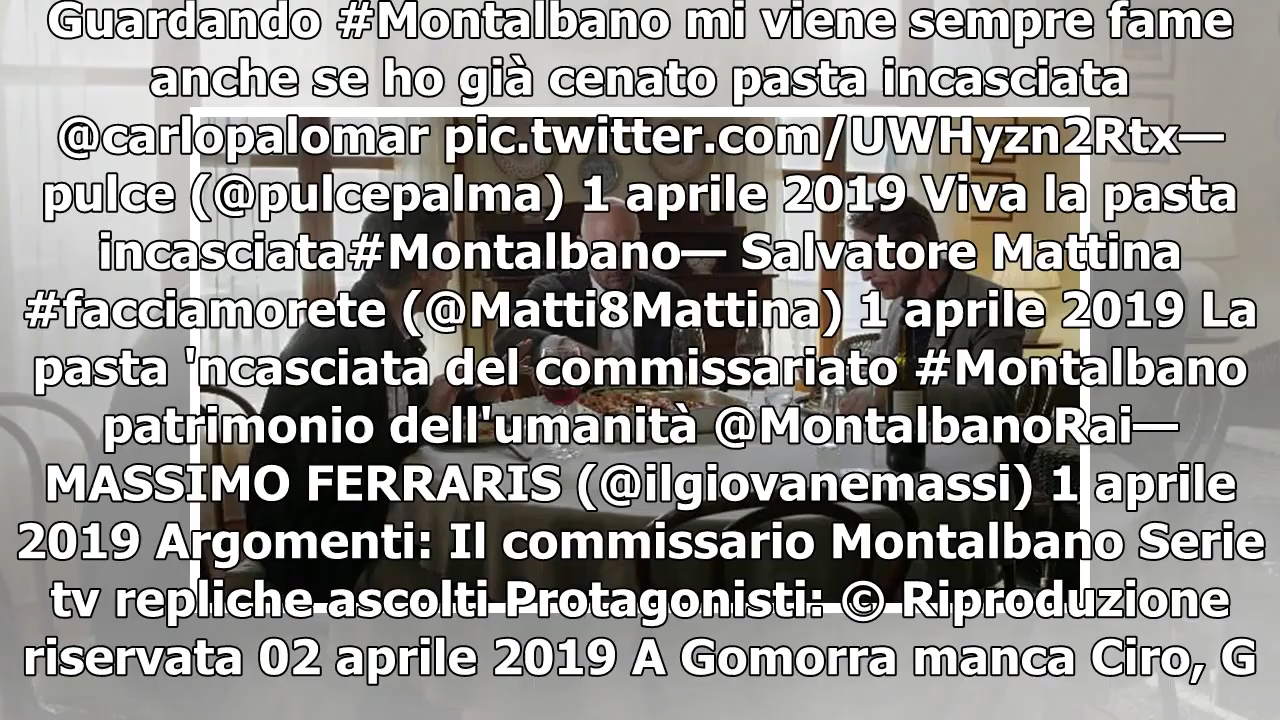 Guardando #Montalbano mi viene sempre fame
anche se ho già cenato pasta incasciata
@carlopalomar pic.twitter.com/UWHyzn2Rtx—
pulce (@pulcepalma) 1 aprile 2019 Viva la pasta
incasciata#Montalbano— Salvatore Mattina
#facciamorete (@Matti8Mattina) 1 aprile 2019 La
pasta 'ncasciata del commissariato #Montalbano
patrimonio dell'umanità @MontalbanoRai—
MASSIMO FERRARIS (@ilgiovanemassi) 1 aprile
2019 Argomenti: Il commissario Montalbano Serie
tv repliche ascolti Protagonisti: © Riproduzione
riservata 02 aprile 2019 A Gomorra manca Ciro, G